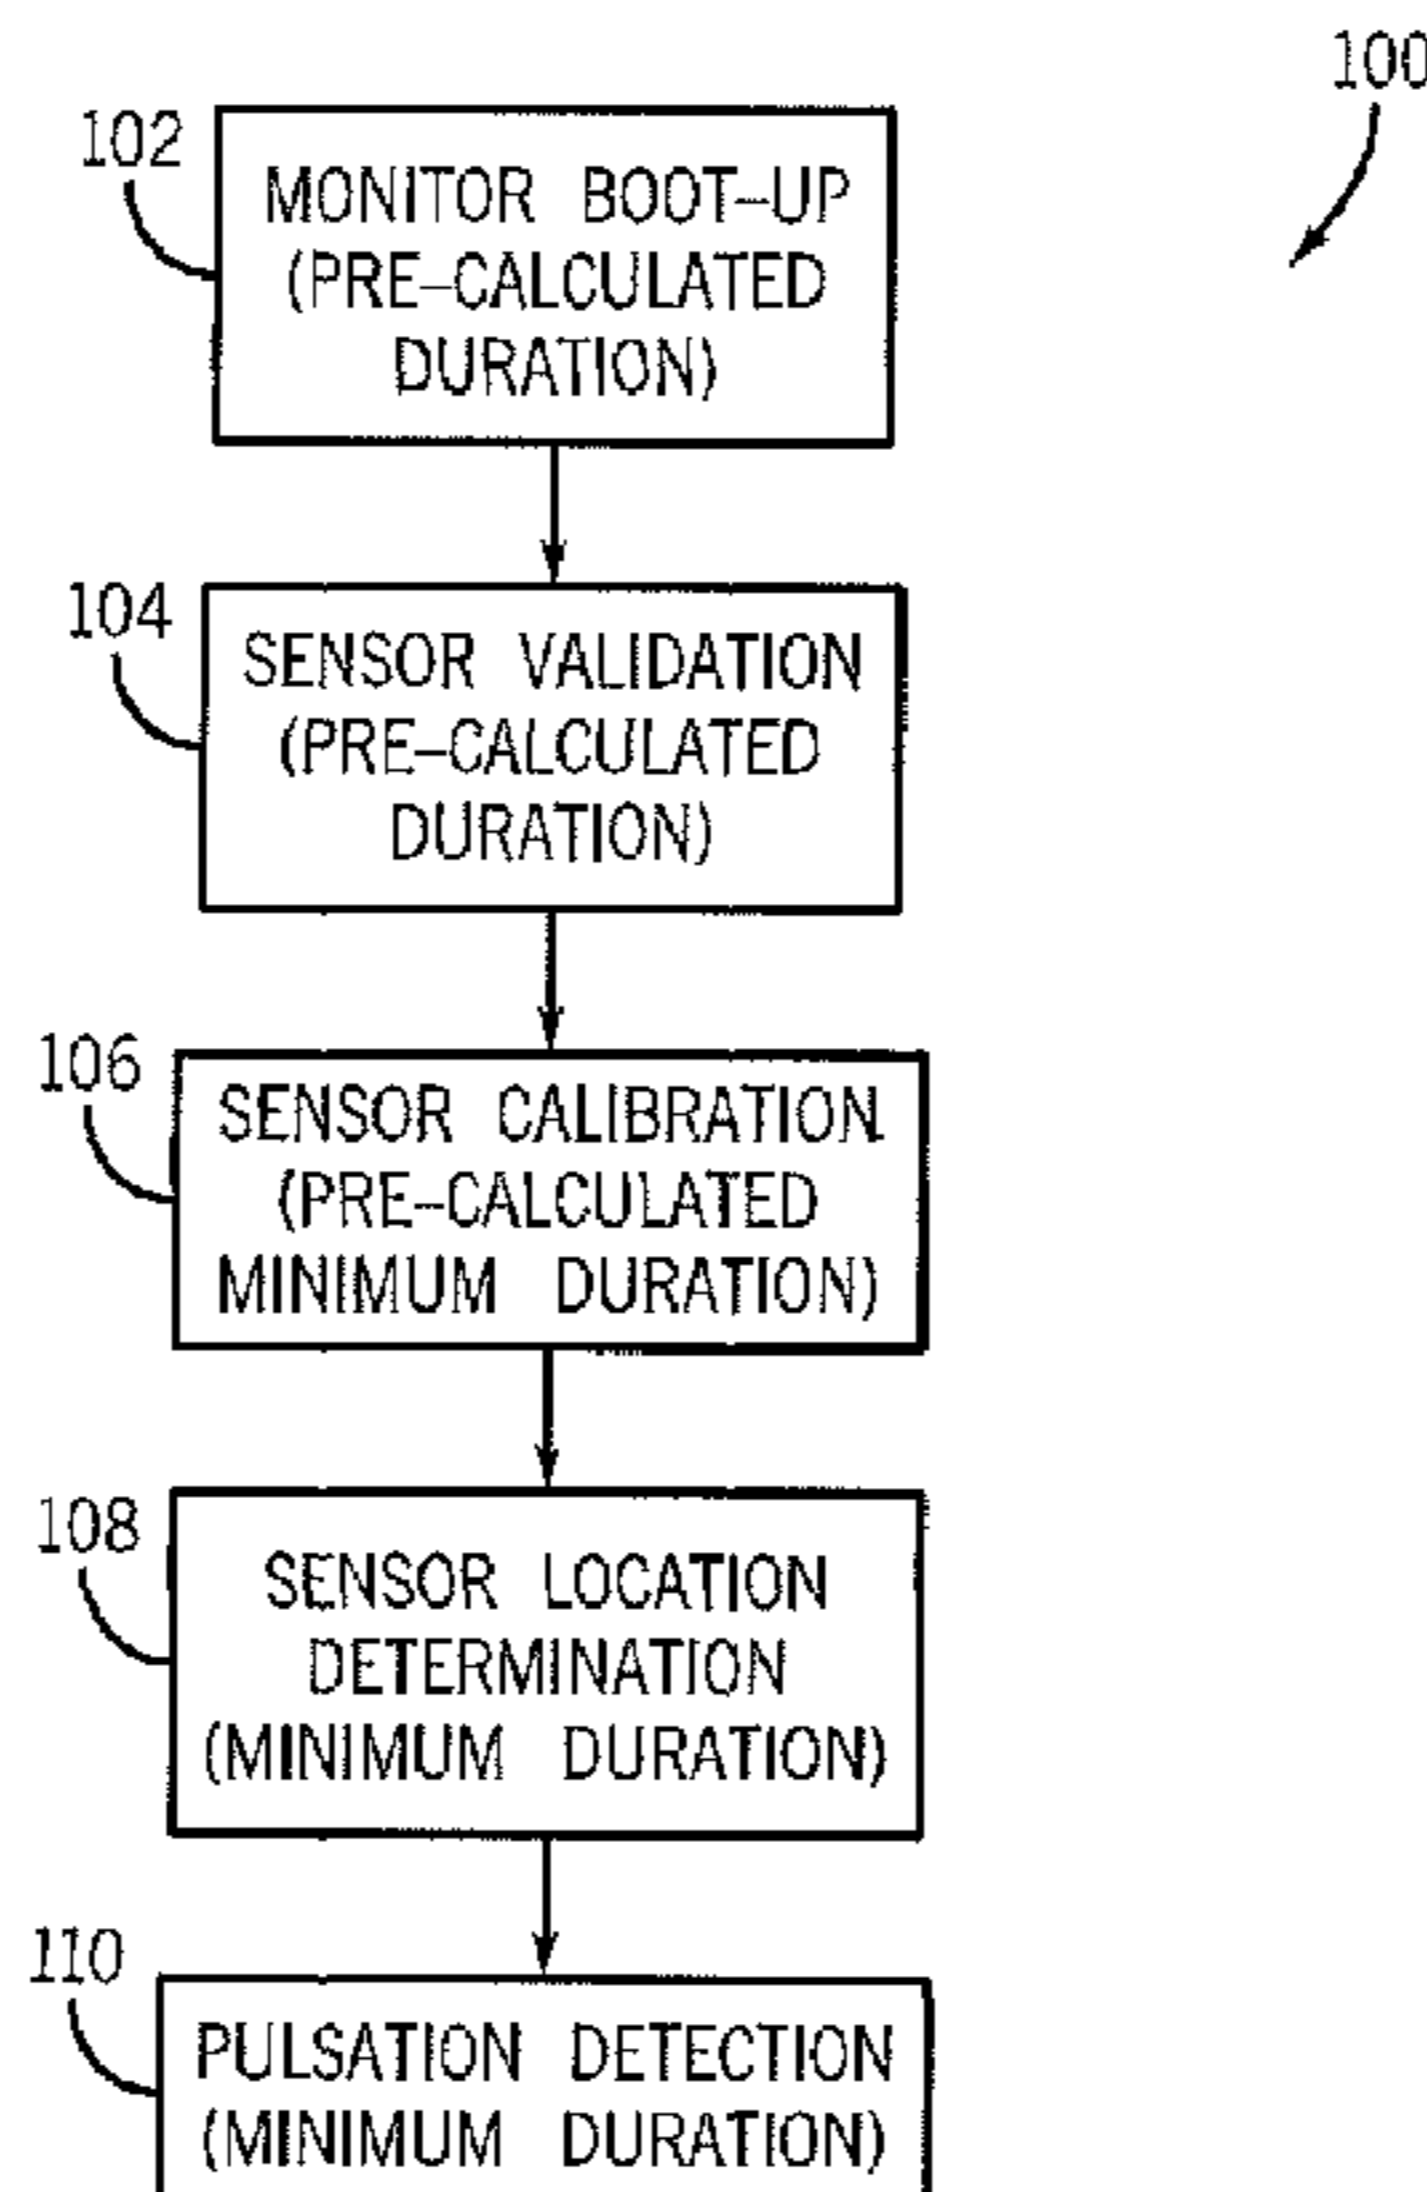 100
102
MONITOR BOOT-UP
(PRE-CALCULATED
DURATION)
104
SENSOR VALIDATION
(PRE-CALCULATED
DURATION)
106
SENSOR CALIBRATION
(PRE-CALCULATED
MINIMUM DURATION)
108
SENSOR LOCATION
DETERMINATION
(MINIMUM DURATION)
110
PULSATION DETECTION
(MINIMUM DURATION)